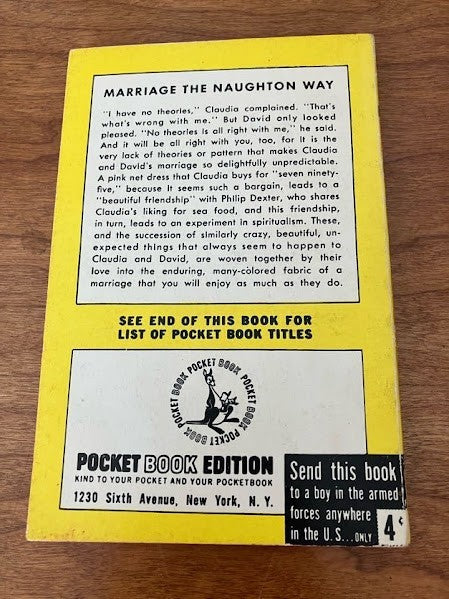 MARRIAGE THE NAUGHTON WAY
"I have no theories," Claudia complained. "That's
what's wrong with me." But David only looked
pleased. "No theories is all right with me," he said.
And it will be all right with you, too, for it is the
very lack of theories or pattern that makes Claudia
and David's marriage so delightfully unpredictable.
A pink net dress that Claudia buys for "seven ninety-
five," because it seems such a bargain, leads to a
"beautiful friendship" with Philip Dexter, who shares
Claudia's liking for sea food, and this friendship,
in turn, leads to an experiment in spiritualism. These,
and the succession of similarly crazy, beautiful, un-
expected things that always seem to happen to
Claudia and David, are woven together by their
love into the enduring, many-colored fabric of a
marriage that you will enjoy as much as they do.
SEE END OF THIS BOOK FOR
LIST OF POCKET BOOK TITLES
POCKET BOOK POCKET BOOK POCKET BOOK POCKET BOOK
POCKET BOOK EDITION
KIND TO YOUR POCKET AND YOUR POCKETBOOK
1230 Sixth Avenue, New York, N. Y.
Send this book
to a boy in the armed
forces anywhere
in the U.S...ONLY 4¢